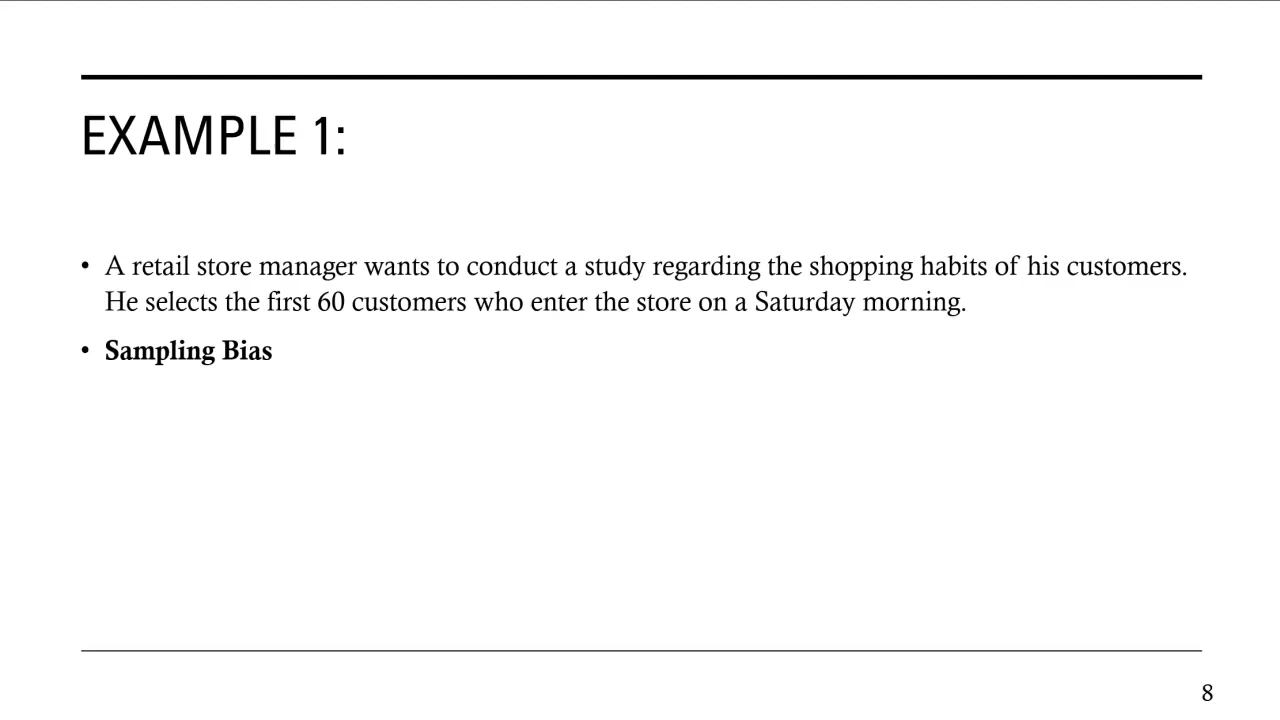 EXAMPLE 1:
• A retail store manager wants to conduct a study regarding the shopping habits of his customers.
He selects the first 60 customers who enter the store on a Saturday morning.
• Sampling Bias
8